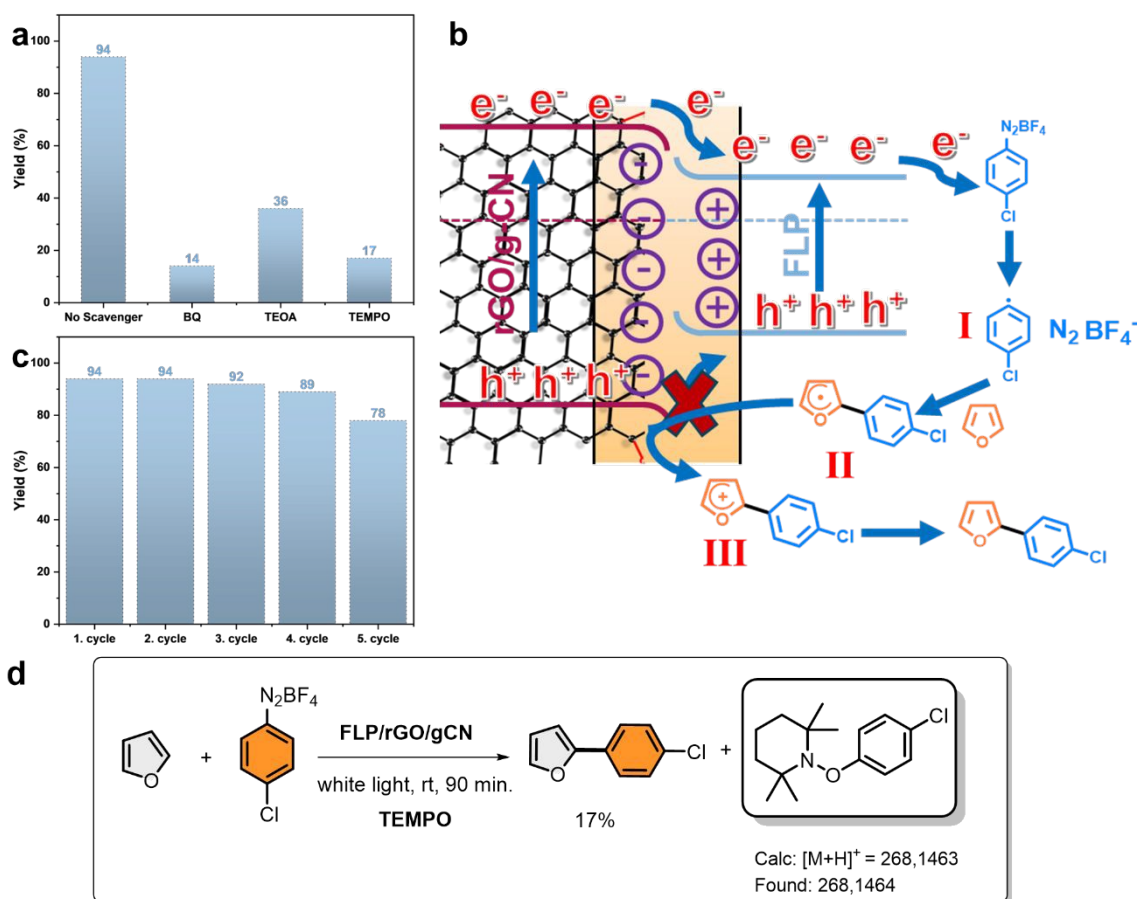 a
Yield (%)
100
80
60
40
20
0
94
14
36
17
No Scavenger BQ TEOA TEMPO
b
e- e- e- e-
e- e- e- e-
N2BF4
Cl
rGO/g-CN
- - - - - -
+ + +
FLP
h+ h+ h+
h+ h+ h+
I
Cl
N2 BF4-
O
Cl
O
II
+
O
Cl
III
O
Cl
c
Yield (%)
100
80
60
40
20
0
94
94
92
89
78
1. cycle 2. cycle 3. cycle 4. cycle 5. cycle
d
O
+
N2BF4
Cl
FLP/rGO/gCN
white light, rt, 90 min.
TEMPO
O
Cl
17%
+
N
O
Cl
Calc: [M+H]+ = 268,1463
Found: 268,1464